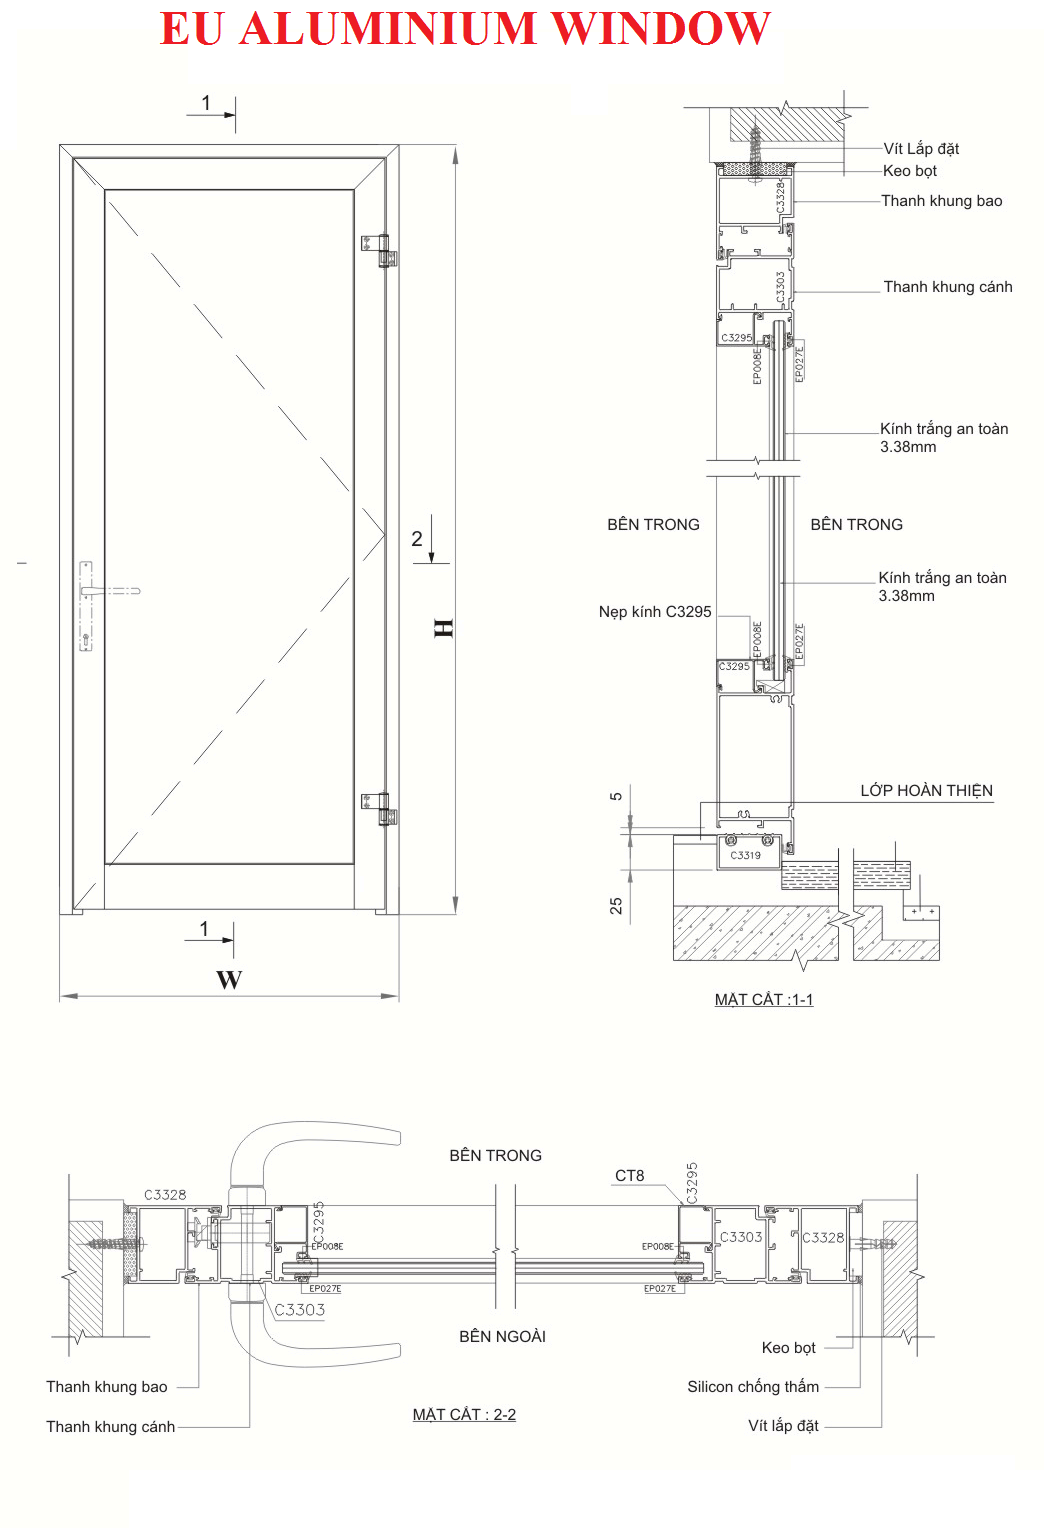 EU ALUMINIUM WINDOW
1
Vít Lắp đặt
Keo bọt
C3328
Thanh khung bao
C3303
Thanh khung cánh
C3295
EP008E
EP027E
Kính trắng an toàn
3.38mm
BÊN TRONG
BÊN TRONG
2
Kính trắng an toàn
3.38mm
Nẹp kính C3295
H
EP008E
EP027E
C3295
LỚP HOÀN THIỆN
5
C3319
25
1
W
MẶT CẮT :1-1
BÊN TRONG
CT8
C3295
C3328
C3295
EP008E
EP008E
C3303
C3328
EP027E
EP027E
C3303
BÊN NGOÀI
Keo bọt
Thanh khung bao
Silicon chống thấm
MẶT CẮT : 2-2
Thanh khung cánh
Vít lắp đặt